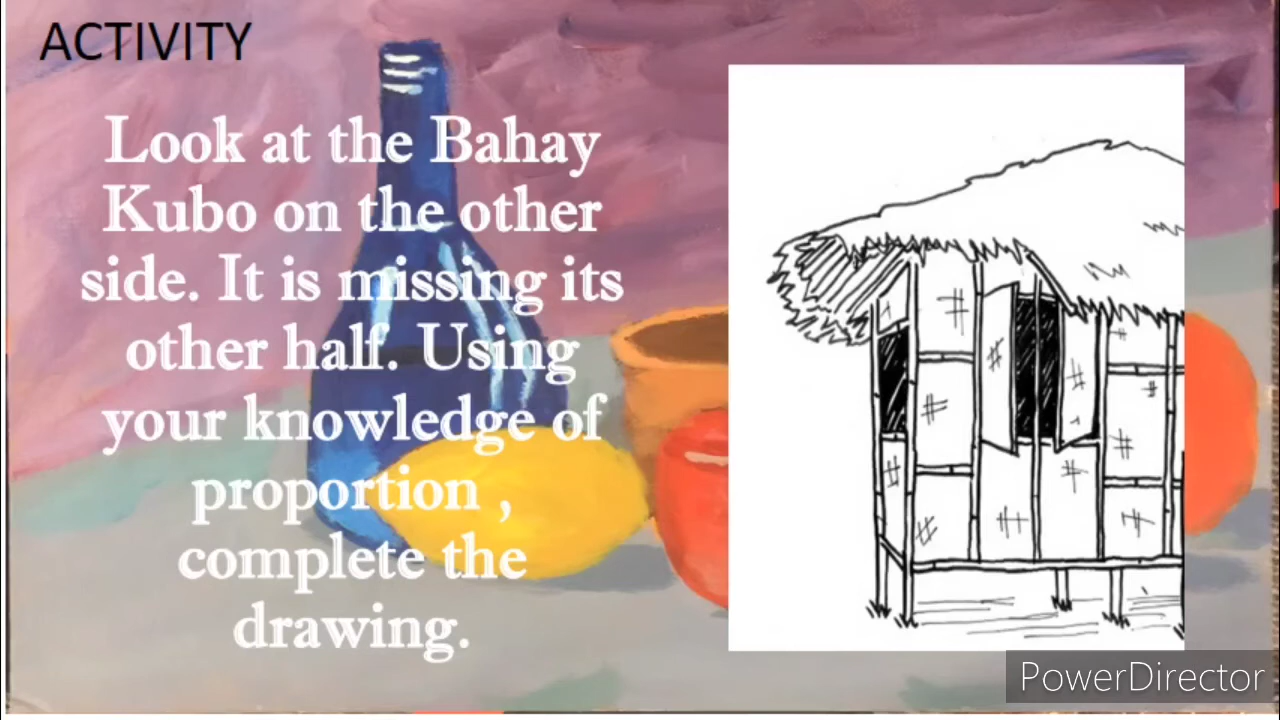 ACTIVITY
Look at the Bahay
Kubo on the other
side. It is missing its
other half. Using
your knowledge of
proportion ,
complete the
drawing.
PowerDirector